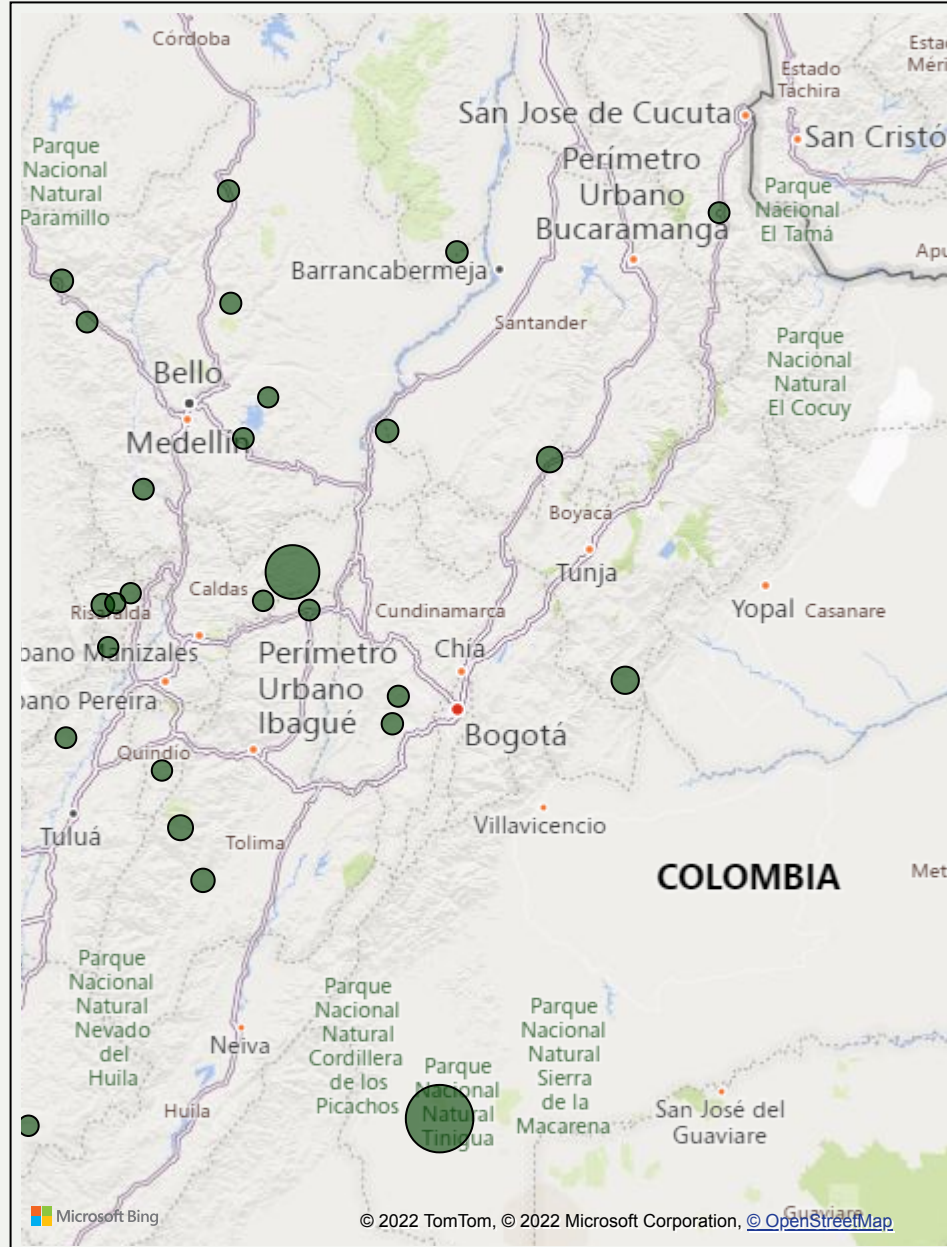 Córdoba
Estado
Táchira
San Jose de Cucuta
San Cristó
Parque
Nacional
Natural
Paramillo
Perímetro
Urbano
Bucaramanga
Parque
Nacional
El Tamá
Barrancabermeja
Santander
Parque
Nacional
Natural
El Cocuy
Bello
Medellín
Boyacá
Tunja
Caldas
Risaralda
Cundinamarca
Yopal Casanare
bano Manizales
Perímetro
Urbano
Ibagué
Chía
bano Pereira
Bogotá
Quindío
Tuluá
Tolima
Villavicencio
COLOMBIA
Met
Parque
Nacional
Natural
Nevado
del
Huila
Neiva
Parque
Nacional
Natural
Cordillera
de los
Picachos
Parque
Nacional
Natural
Tinigua
Parque
Nacional
Natural
Sierra
de la
Macarena
San José del
Guaviare
Huila
Guaviare
Microsoft Bing
© 2022 TomTom, © 2022 Microsoft Corporation, © OpenStreetMap